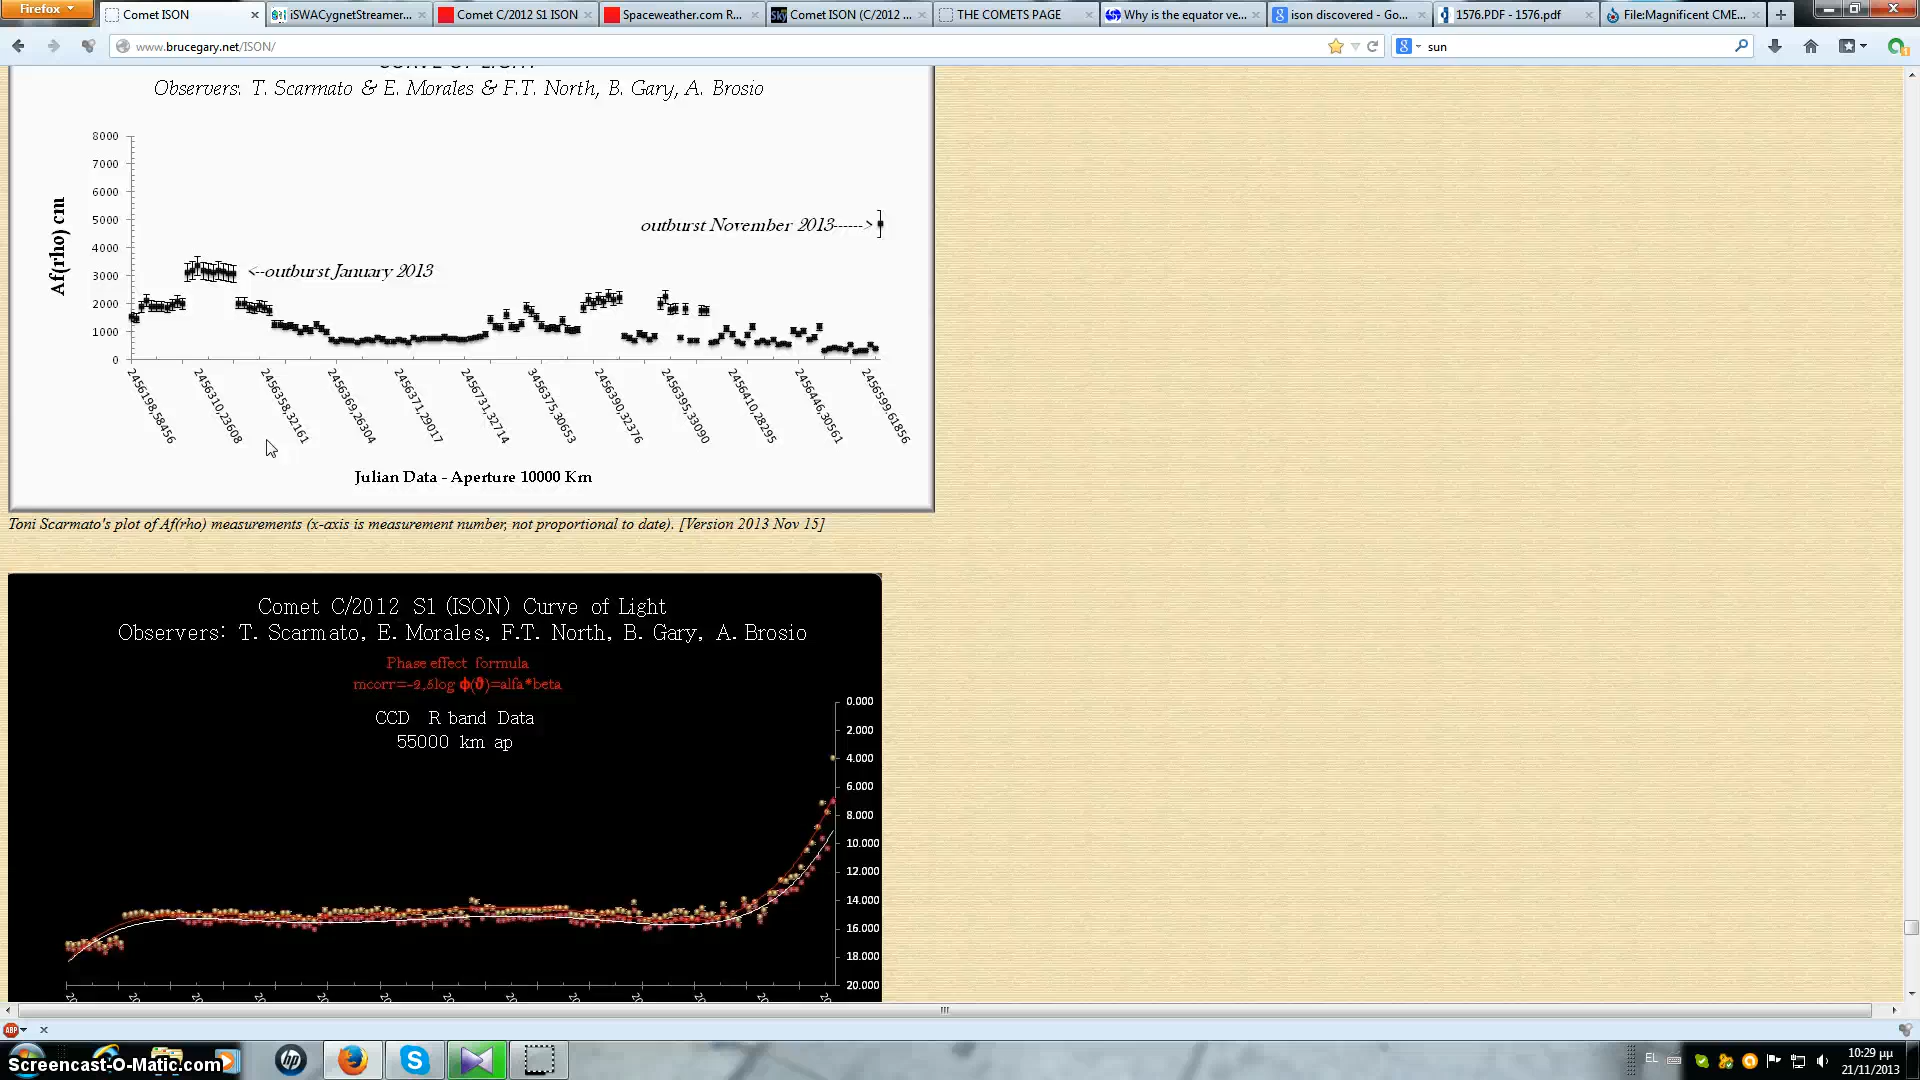 Firefox
Comet ISON
iSWACygnetStreamer...
Comet C/2012 S1 ISON
Spaceweather.com R...
Comet ISON (C/2012 ...
THE COMETS PAGE
Why is the equator ve...
ison discovered - Go...
1576.PDF - 1576.pdf
File:Magnificent CME...
www.brucegary.net/ISON/
sun
Observers: T. Scarmato & E. Morales & F.T. North, B. Gary, A. Brosio
8000
7000
6000
5000
4000
3000
2000
1000
0
Af(rho) cm
outburst November 2013------>
<--outburst January 2013
2456198,58456
2456310,23608
2456358,32161
2456369,26304
2456371,29017
2456731,32714
3456375,30653
2456390,32376
2456395,33090
2456410,28295
2456446,30561
2456599.61856
Julian Data - Aperture 10000 Km
Toni Scarmato's plot of Af(rho) measurements (x-axis is measurement number, not proportional to date). [Version 2013 Nov 15]
Comet C/2012 S1 (ISON) Curve of Light
Observers: T. Scarmato, E. Morales, F.T. North, B. Gary, A. Brosio
Phase effect formula
mcorr=-2,5log ϕ(ϑ)=alfa*beta
CCD R band Data
55000 km ap
0.000
2.000
4.000
6.000
8.000
10.000
12.000
14.000
16.000
18.000
20.000
ABP
Screencast-O-Matic.com
hp
EL
10:29 μμ
21/11/2013